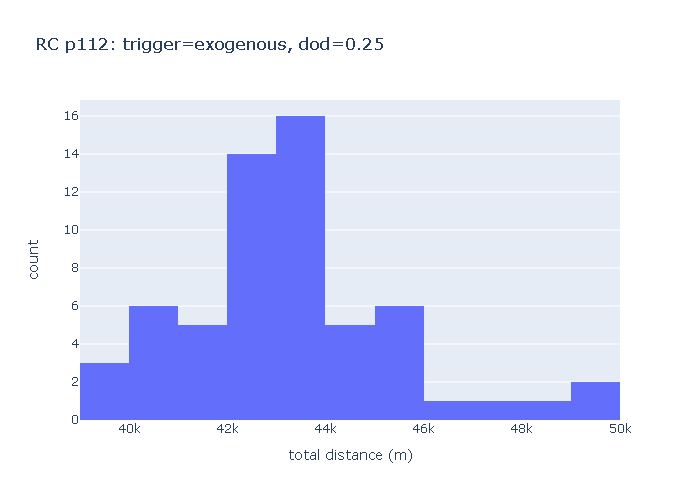 RC p112: trigger=exogenous, dod=0.25
16
14
12
10
8
6
4
2
0
count
40k
42k
44k
46k
48k
50k
total distance (m)